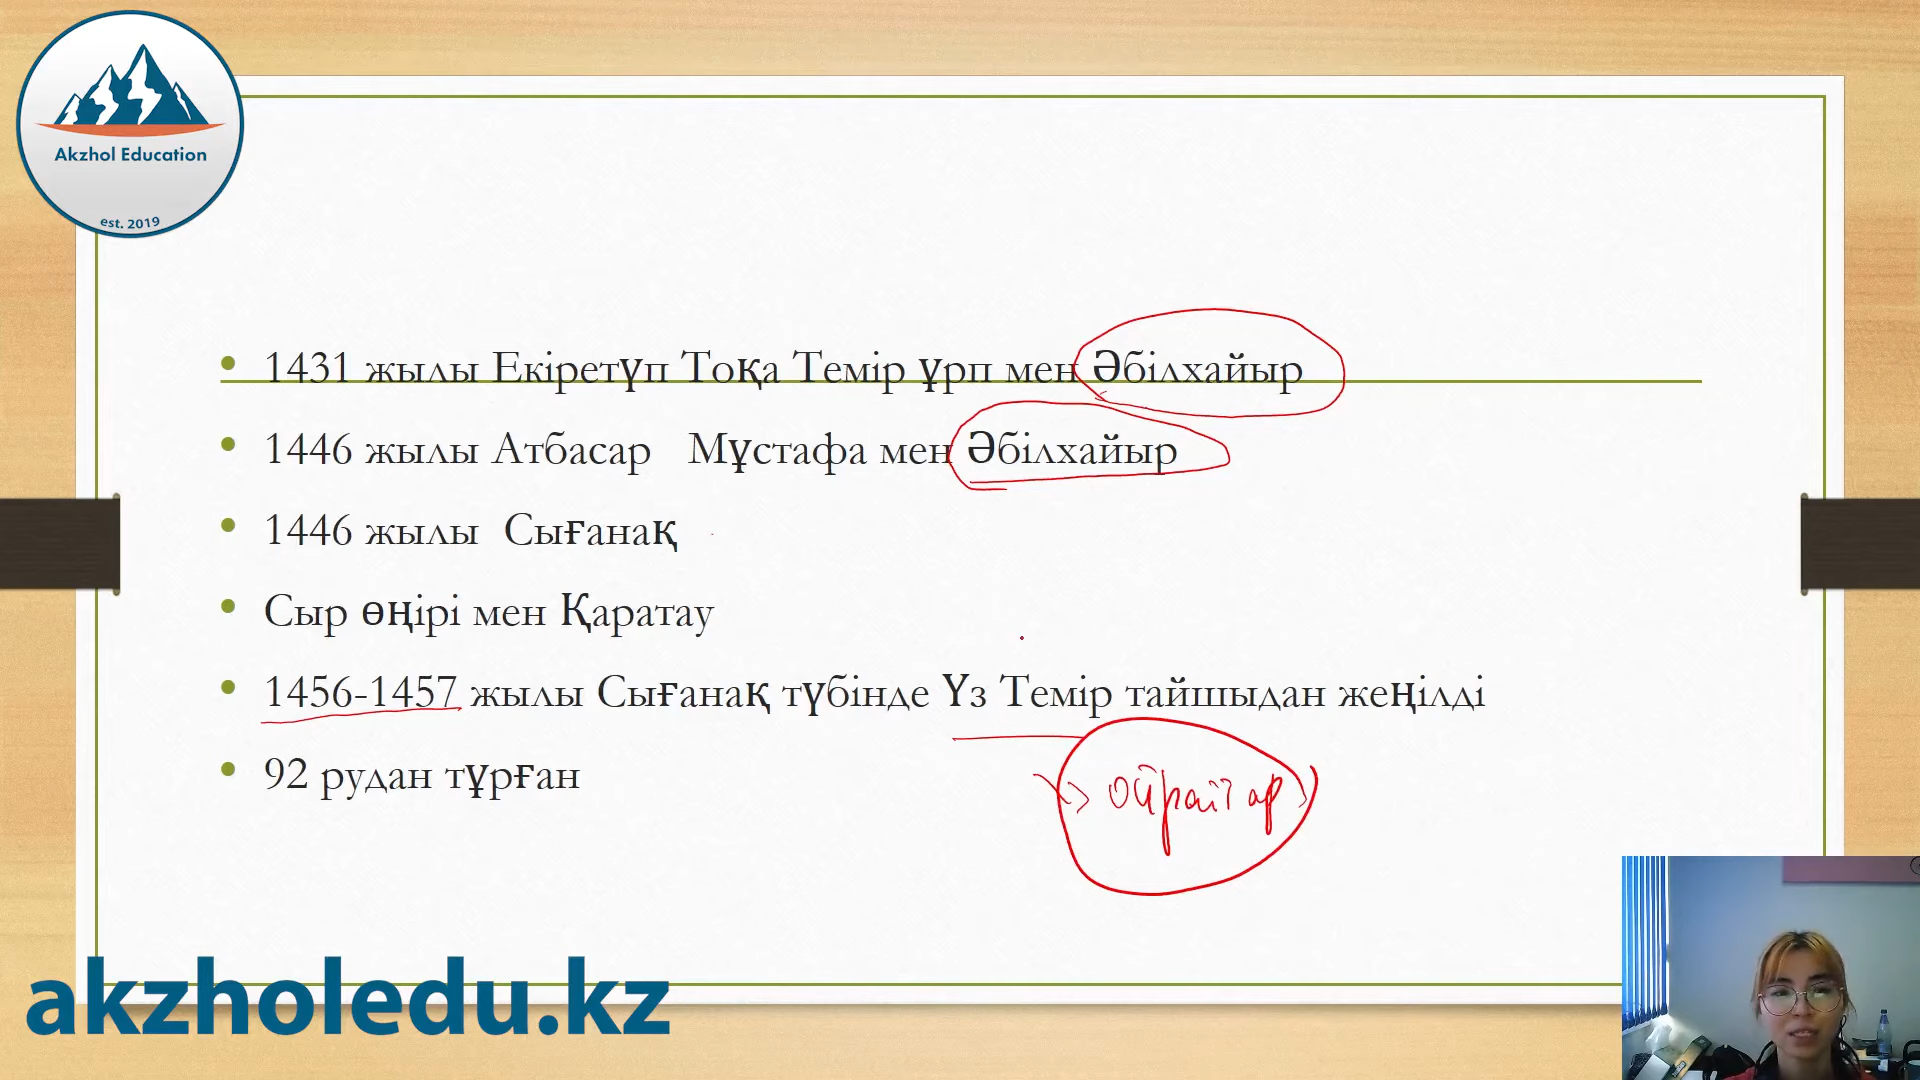 Akzhol Education
est. 2019
1431 жылы Екіретүп Тоқа Темір ұрп мен Әбілхайыр
1446 жылы Атбасар Мұстафа мен Әбілхайыр
1446 жылы Сығанақ
Сыр өңірі мен Қаратау
1456-1457 жылы Сығанақ түбінде Үз Темір тайшыдан жеңілді
92 рудан тұрған
ойраттар
akzholedu.kz